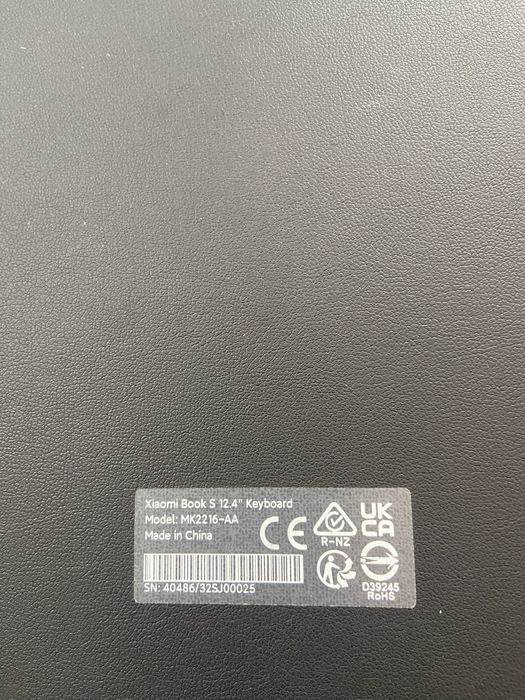 Xiaomi Book S 12.4" Keyboard
Model: MK2216-AA
Made in China
CE
R-NZ
UK
CA
SN: 40486/32SJ00025
D39245
RoHS